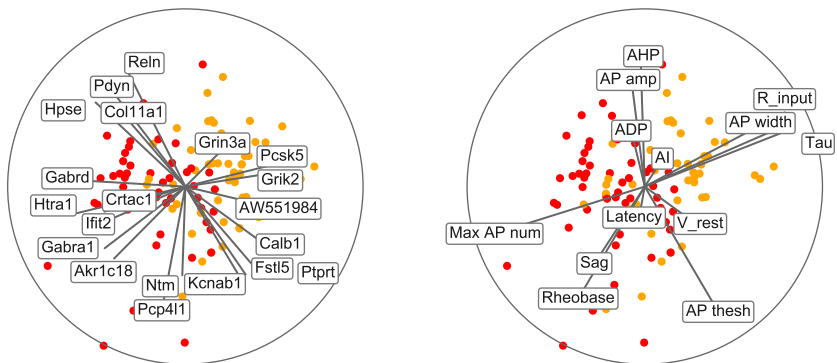 Reln
Pdyn
Hpse
Col11a1
Grin3a
Pcsk5
Gabrd
Grik2
Htra1
Crtac1
AW551984
Ifit2
Gabra1
Calb1
Akr1c18
Fstl5
Ptprt
Ntm
Kcnab1
Pcp4l1
AHP
AP amp
R_input
AP width
ADP
Tau
AI
Latency
V_rest
Max AP num
Sag
Rheobase
AP thesh